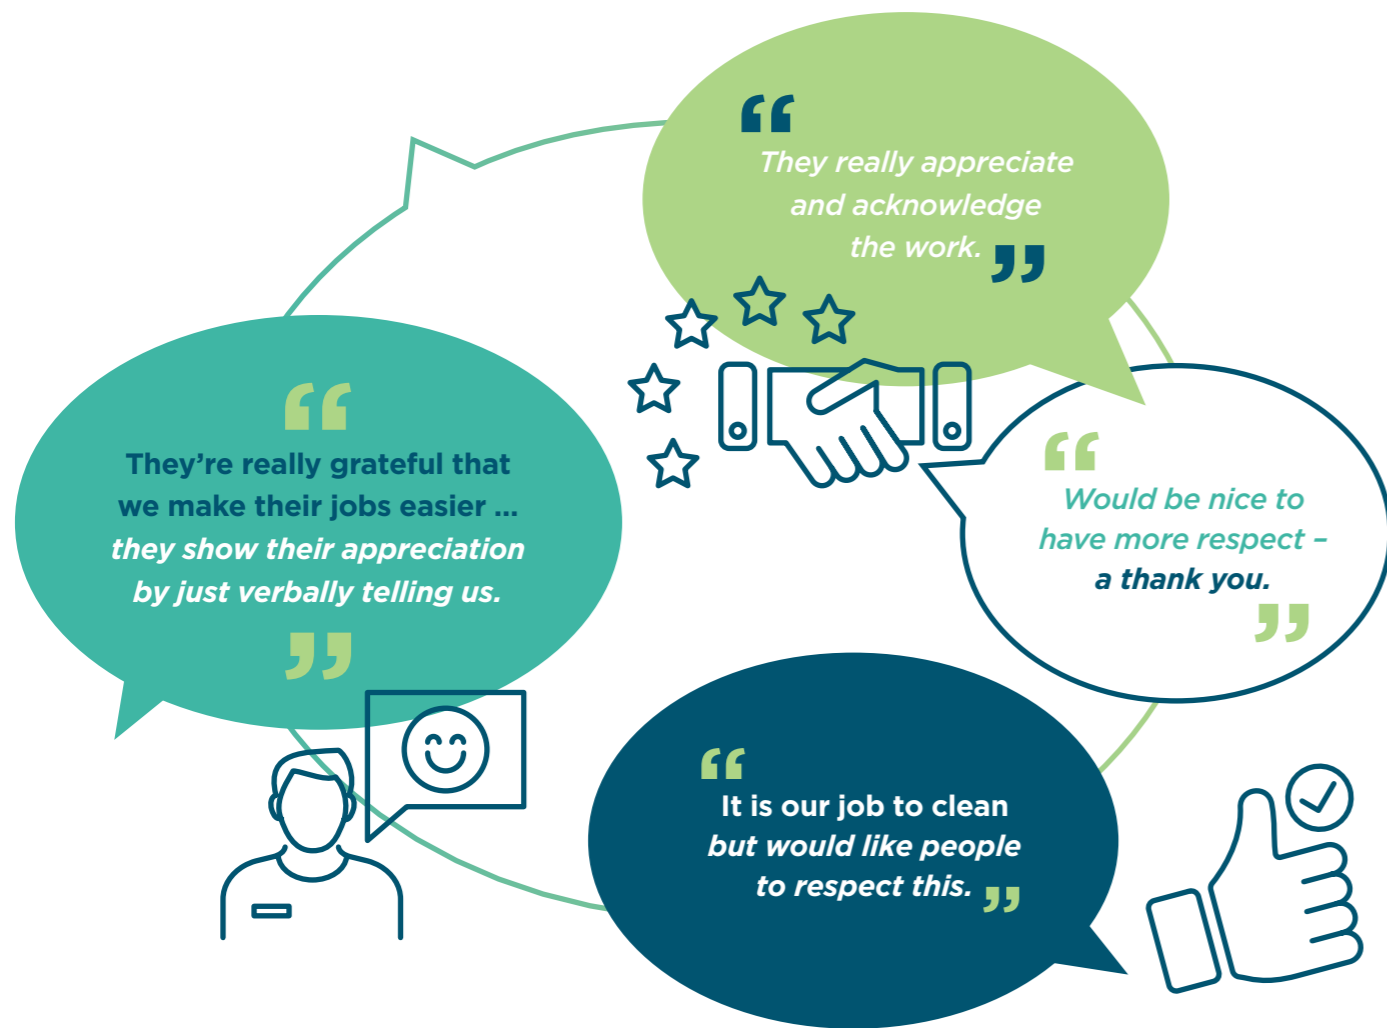 “
They really appreciate
and acknowledge
the work. ”
“
They’re really grateful that
we make their jobs easier ...
they show their appreciation
by just verbally telling us.
”
“
Would be nice to
have more respect –
a thank you.
”
“
It is our job to clean
but would like people
to respect this. ”